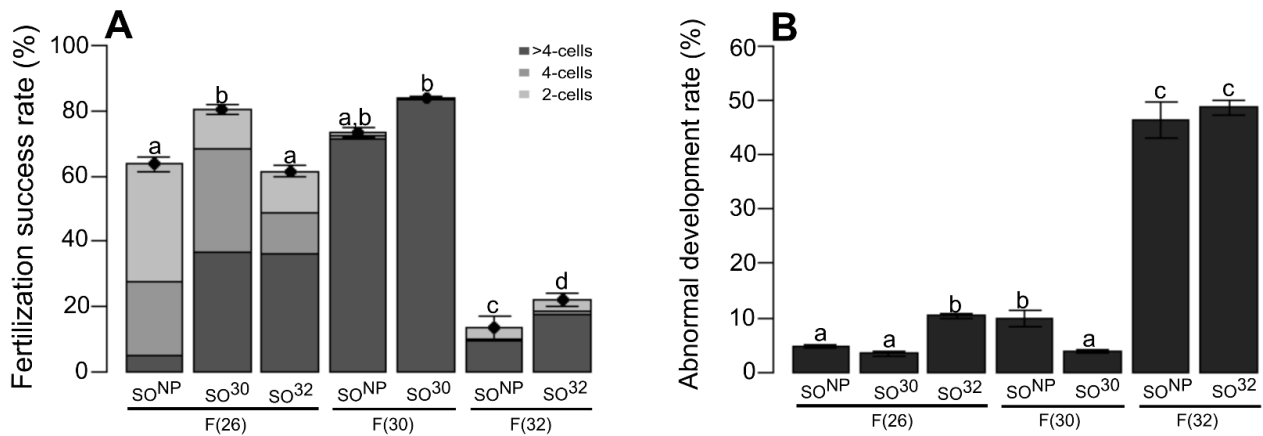 A
Fertilization success rate (%)
100
80
60
40
20
0
>4-cells
4-cells
2-cells
a
b
a
a,b
b
c
d
SO^NP
SO^30
SO^32
SO^NP
SO^30
SO^NP
SO^32
F(26)
F(30)
F(32)
B
Abnormal development rate (%)
60
50
40
30
20
10
0
a
a
b
b
a
c
c
SO^NP
SO^30
SO^32
SO^NP
SO^30
SO^NP
SO^32
F(26)
F(30)
F(32)